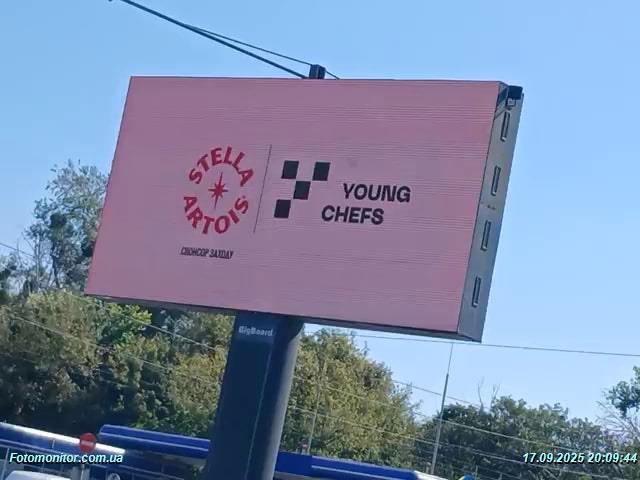 STELLA
ARTOIS
СПОНСОР ЗАХОДУ
YOUNG
CHEFS
BigBoard
Fotomonitor.com.ua
17.09.2025 20:09:44